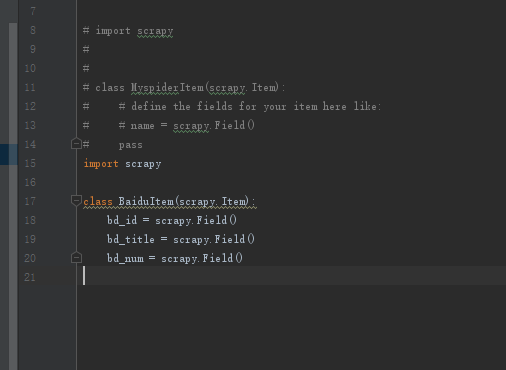 7
8 # import scrapy
9 #
10 #
11 # class MyspiderItem(scrapy.Item):
12 #     # define the fields for your item here like:
13 #     # name = scrapy.Field()
14 #     pass
15 import scrapy
16
17 class BaiduItem(scrapy.Item):
18     bd_id = scrapy.Field()
19     bd_title = scrapy.Field()
20     bd_num = scrapy.Field()
21